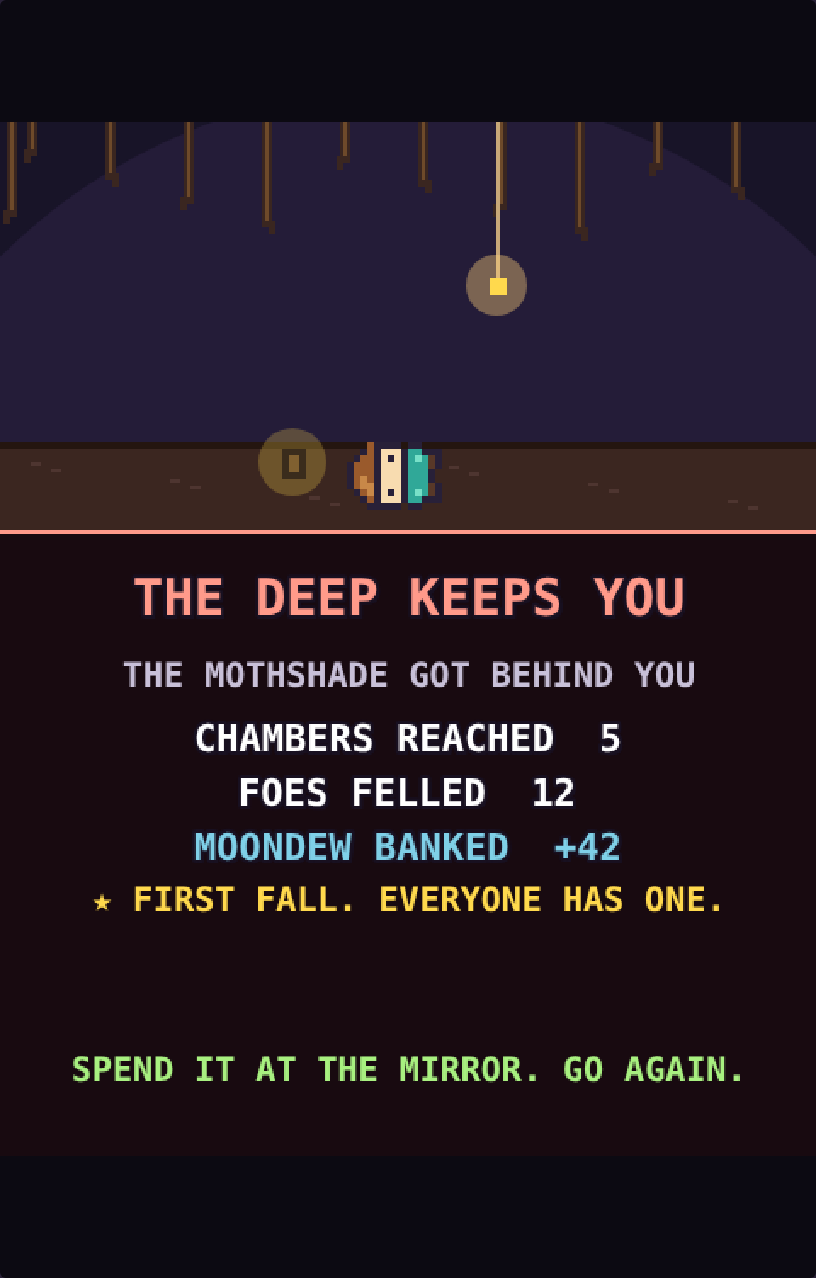 THE DEEP KEEPS YOU
THE MOTHSHADE GOT BEHIND YOU
CHAMBERS REACHED 5
FOES FELLED 12
MOONDEW BANKED +42
★ FIRST FALL. EVERYONE HAS ONE.
SPEND IT AT THE MIRROR. GO AGAIN.